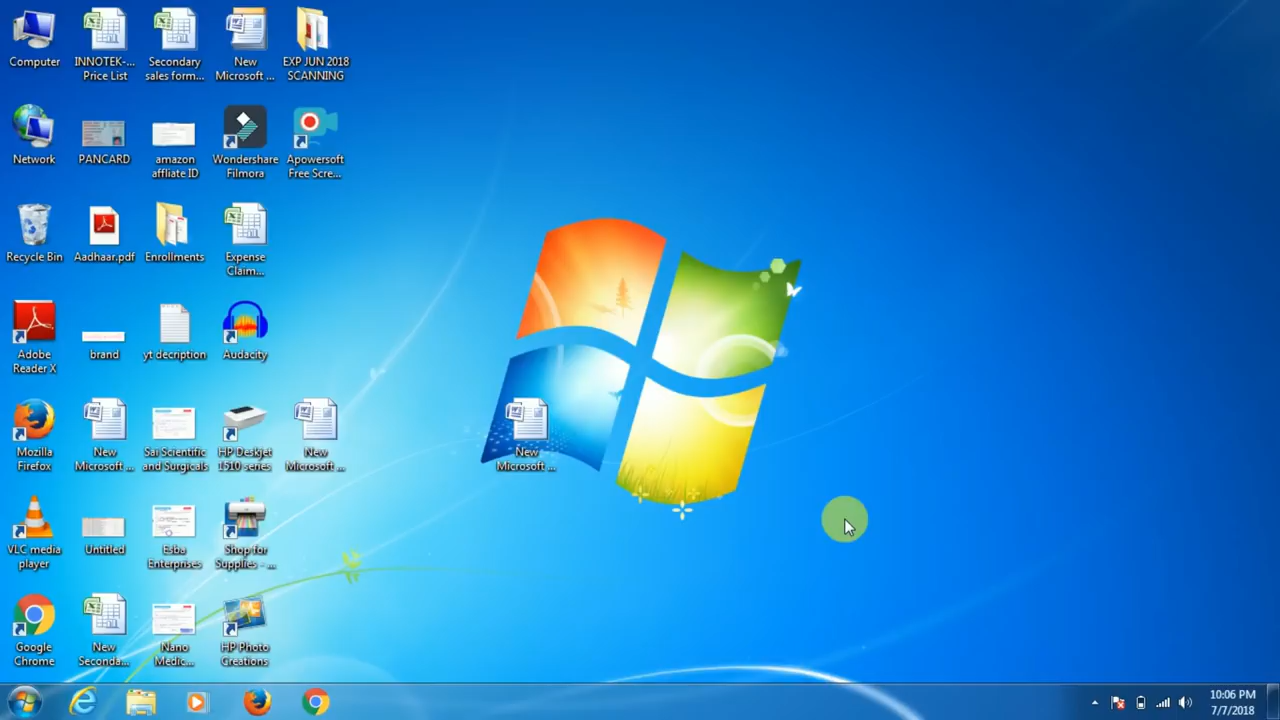 Computer
INNOTEK-...
Price List
Secondary
sales form...
New
Microsoft ...
EXP JUN 2018
SCANNING
Network
PANCARD
amazon
affliate ID
Wondershare
Filmora
Apowersoft
Free Scre...
Recycle Bin
Aadhaar.pdf
Enrollments
Expense
Claim...
Adobe
Reader X
brand
yt decription
Audacity
Mozilla
Firefox
New
Microsoft ...
Sai Scientific
and Surgicals
HP Deskjet
1510 series
New
Microsoft ...
New
Microsoft ...
VLC media
player
Untitled
Esba
Enterprises
Shop for
Supplies - ...
Google
Chrome
New
Seconda...
Nano
Medic...
HP Photo
Creations
10:06 PM
7/7/2018